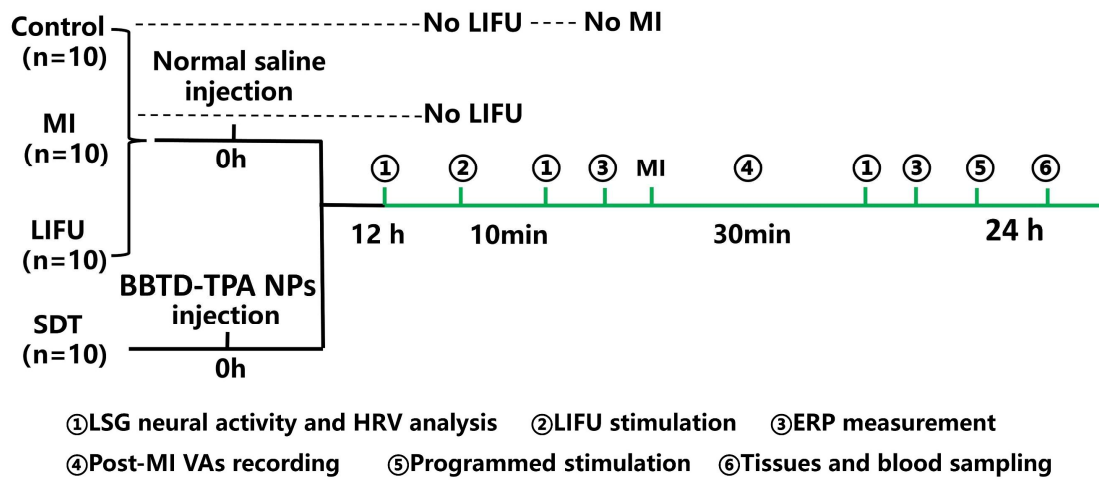 Control
(n=10)
No LIFU
No MI
Normal saline
injection
MI
(n=10)
No LIFU
0h
① ② ① ③ MI ④ ① ③ ⑤ ⑥
12 h 10min 30min 24 h
LIFU
(n=10)
BBTD-TPA NPs
injection
SDT
(n=10)
0h
①LSG neural activity and HRV analysis ②LIFU stimulation ③ERP measurement
④Post-MI VAs recording ⑤Programmed stimulation ⑥Tissues and blood sampling